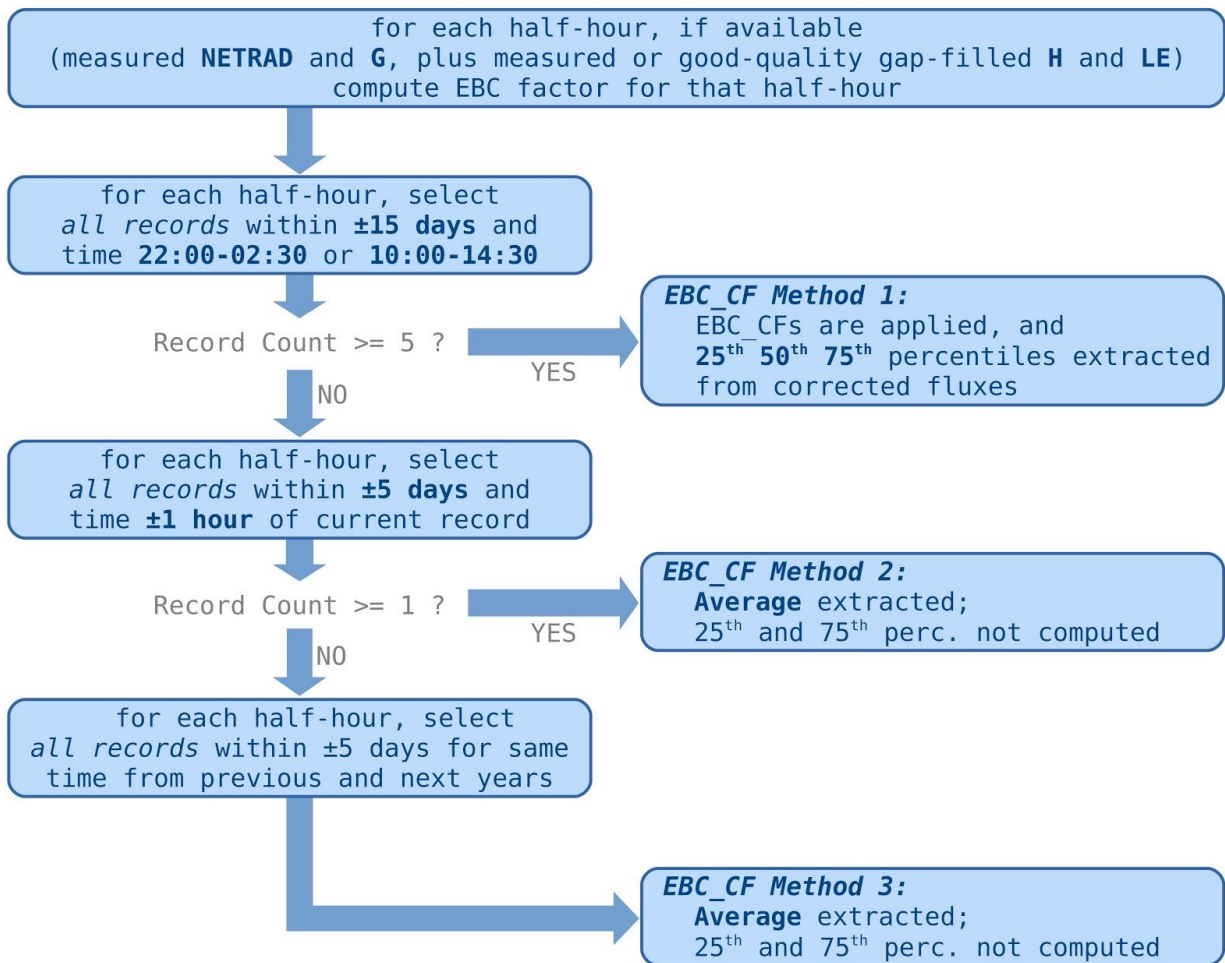 for each half-hour, if available
(measured NETRAD and G, plus measured or good-quality gap-filled H and LE)
compute EBC factor for that half-hour
for each half-hour, select
all records within ±15 days and
time 22:00-02:30 or 10:00-14:30
Record Count >= 5 ?
YES
NO
EBC_CF Method 1:
EBC_CFs are applied, and
25th 50th 75th percentiles extracted
from corrected fluxes
for each half-hour, select
all records within ±5 days and
time ±1 hour of current record
Record Count >= 1 ?
YES
NO
EBC_CF Method 2:
Average extracted;
25th and 75th perc. not computed
for each half-hour, select
all records within ±5 days for same
time from previous and next years
EBC_CF Method 3:
Average extracted;
25th and 75th perc. not computed